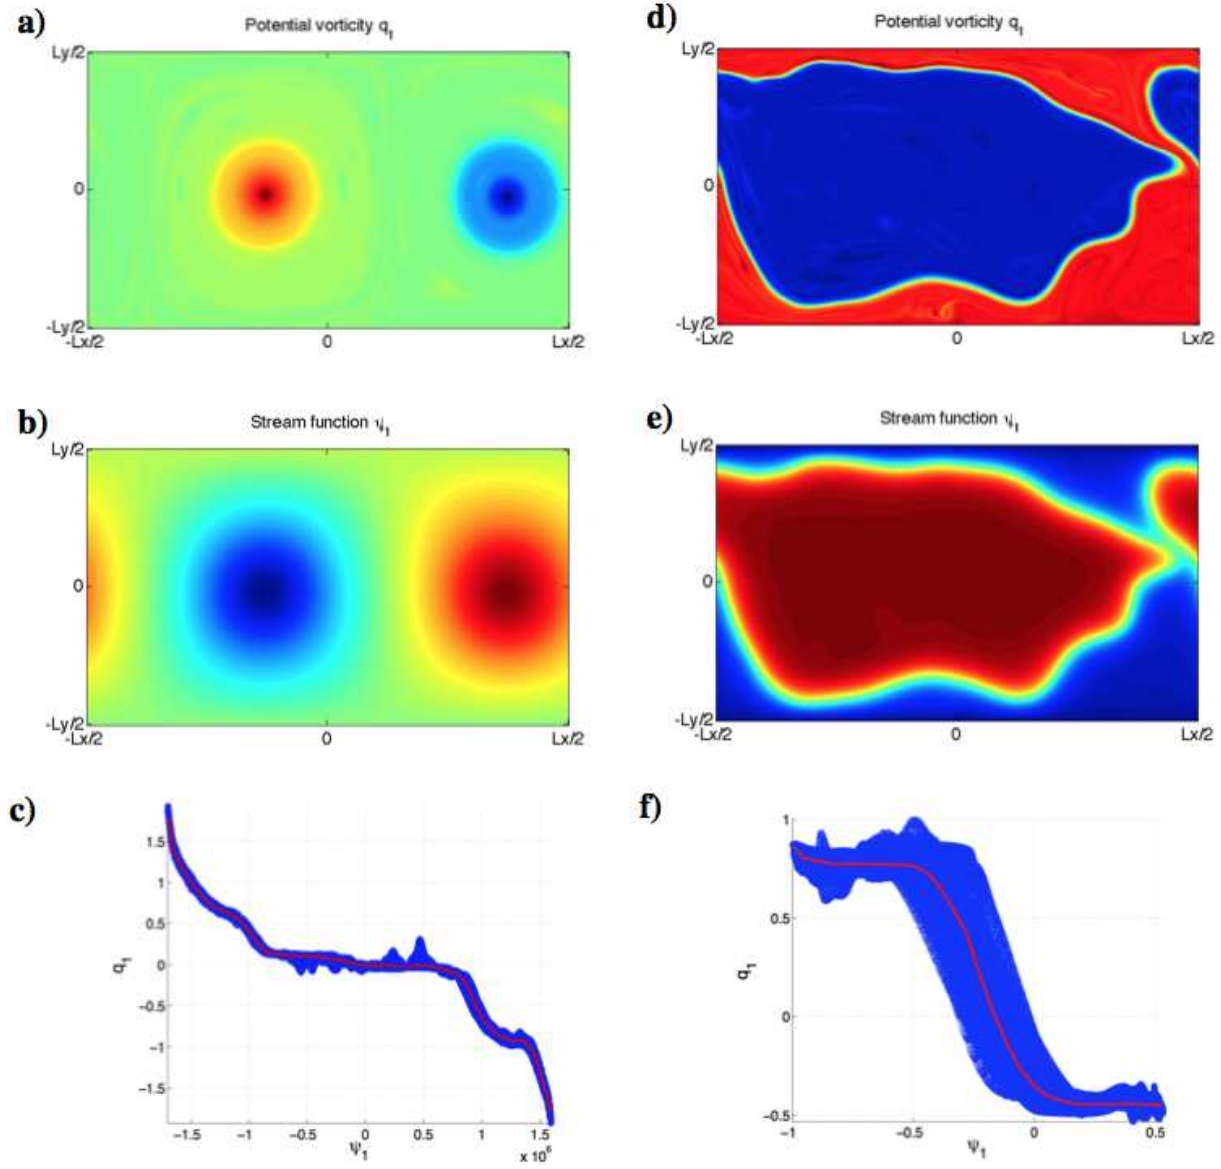 a)
Potential vorticity q1
Ly/2
0
-Ly/2
-Lx/2
0
Lx/2
b)
Stream function ψ1
Ly/2
0
-Ly/2
-Lx/2
0
Lx/2
c)
q1
1.5
1
0.5
0
-0.5
-1
-1.5
-1.5
-1
-0.5
0
0.5
1
1.5
ψ1
x 10^6
d)
Potential vorticity q1
Ly/2
0
-Ly/2
-Lx/2
0
Lx/2
e)
Stream function ψ1
Ly/2
0
-Ly/2
-Lx/2
0
Lx/2
f)
q1
1
0.5
0
-0.5
-1
-0.5
0
0.5
ψ1